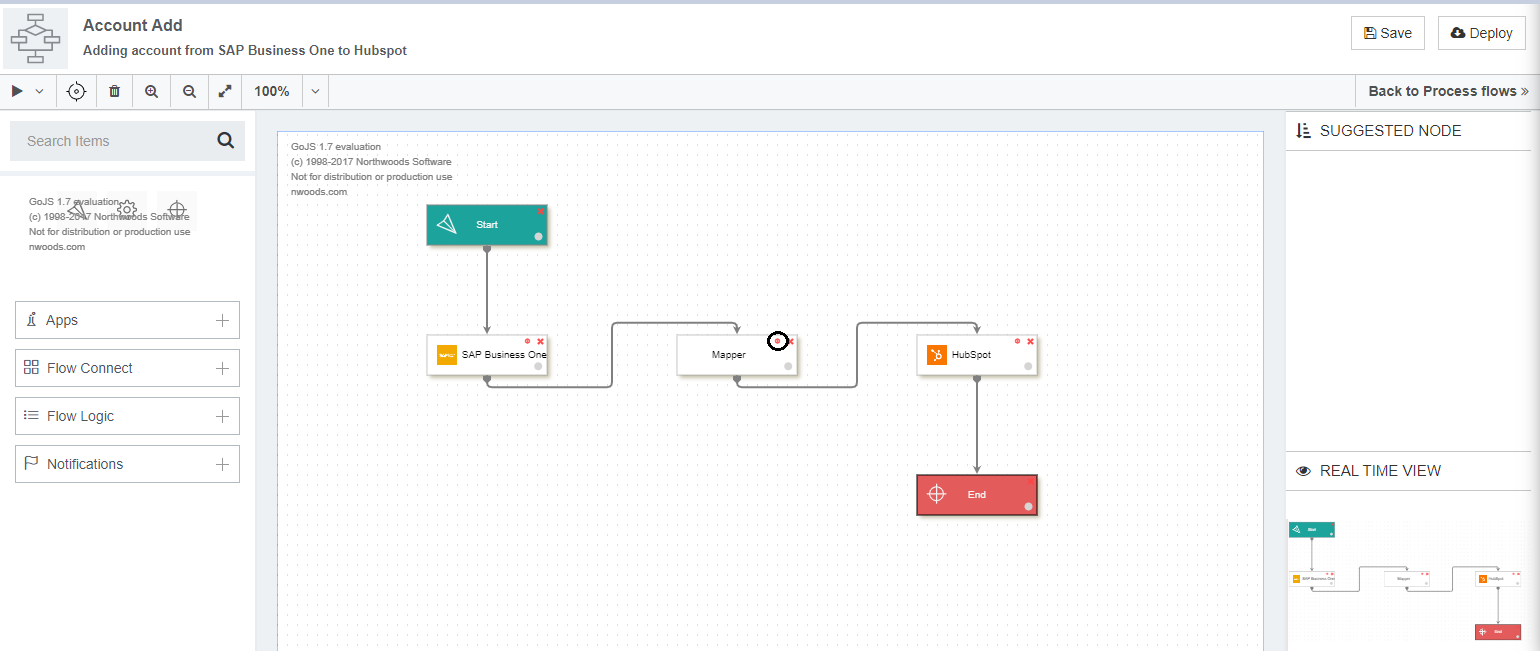 Account Add
Adding account from SAP Business One to Hubspot
Save
Deploy
100%
Back to Process flows »
Search Items
GoJS 1.7 evaluation
(c) 1998-2017 Northwoods Software
Not for distribution or production use
nwoods.com
Apps
Flow Connect
Flow Logic
Notifications
GoJS 1.7 evaluation
(c) 1998-2017 Northwoods Software
Not for distribution or production use
nwoods.com
Start
SAP Business One
Mapper
HubSpot
End
SUGGESTED NODE
REAL TIME VIEW
Start
SAP Business One
Mapper
HubSpot
End